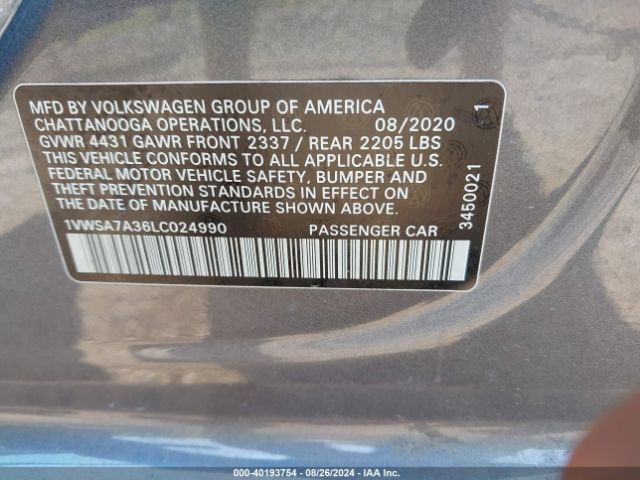 MFD BY VOLKSWAGEN GROUP OF AMERICA
CHATTANOOGA OPERATIONS, LLC. 08/2020 1
GVWR 4431 GAWR FRONT 2337 / REAR 2205 LBS
THIS VEHICLE CONFORMS TO ALL APPLICABLE U.S.
FEDERAL MOTOR VEHICLE SAFETY, BUMPER AND
THEFT PREVENTION STANDARDS IN EFFECT ON
THE DATE OF MANUFACTURE SHOWN ABOVE.
1VWSA7A36LC024990 PASSENGER CAR
3450021
000-40193754 - 08/26/2024 - IAA Inc.